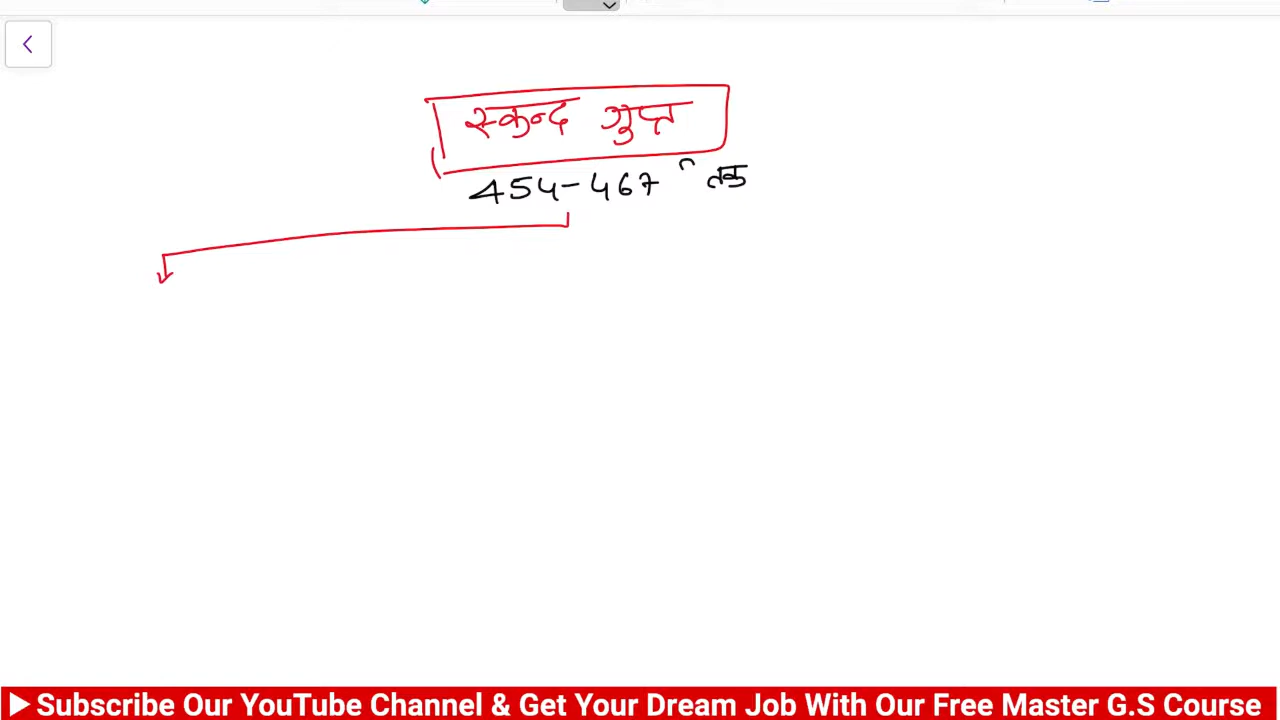 स्कन्द गुप्त
454-467 तक
Subscribe Our YouTube Channel & Get Your Dream Job With Our Free Master G.S Course